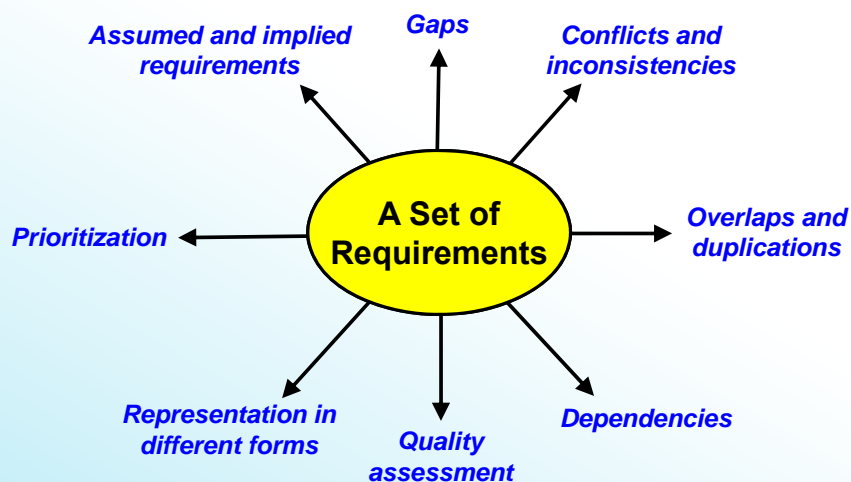 Gaps
Assumed and implied
requirements
Conflicts and
inconsistencies
A Set of
Requirements
Prioritization
Overlaps and
duplications
Representation in
different forms
Quality
assessment
Dependencies